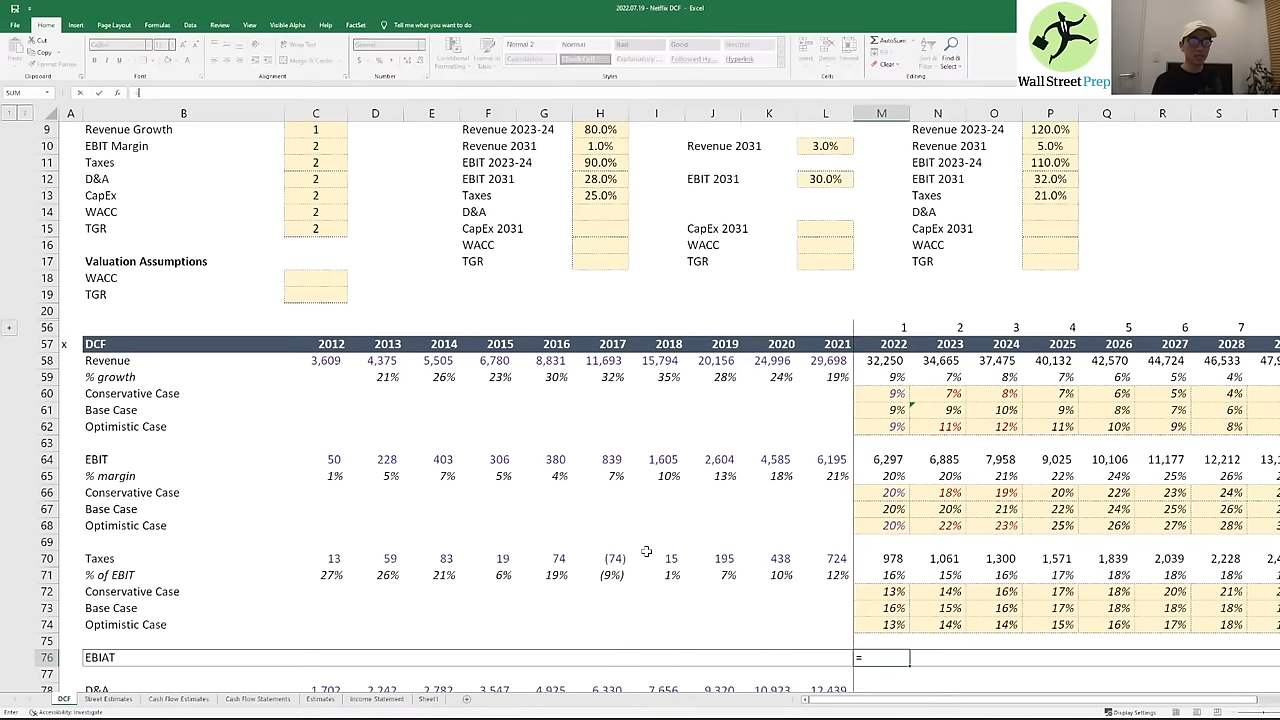 2022.07.19 - Netflix DCF - Excel
File Home Insert Page Layout Formulas Data Review View Visible Alpha Help FactSet Tell me what you want to do
Cut
Copy
Format Painter
Paste
Calibri
Wrap Text
Merge & Center
General
Conditional Formatting
Format as Table
Normal 2 Normal Bad Good Neutral
Calculation Check Cell Explanatory ... Followed Hy... Hyperlink
Insert Delete Format
AutoSum
Fill
Clear
Sort & Filter
Find & Select
Clipboard Font Alignment Number Styles Cells Editing
Wall Street Prep
SUM =
1 2 A B C D E F G H I J K L M N O P Q R S T
9 Revenue Growth 1 Revenue 2023-24 80.0% Revenue 2023-24 120.0%
10 EBIT Margin 2 Revenue 2031 1.0% Revenue 2031 3.0% Revenue 2031 5.0%
11 Taxes 2 EBIT 2023-24 90.0% EBIT 2023-24 110.0%
12 D&A 2 EBIT 2031 28.0% EBIT 2031 30.0% EBIT 2031 32.0%
13 CapEx 2 Taxes 25.0% Taxes 21.0%
14 WACC 2 D&A D&A
15 TGR 2 CapEx 2031 CapEx 2031 CapEx 2031
16 WACC WACC WACC
17 Valuation Assumptions TGR TGR TGR
18 WACC
19 TGR
20
56 1 2 3 4 5 6 7
57 x DCF 2012 2013 2014 2015 2016 2017 2018 2019 2020 2021 2022 2023 2024 2025 2026 2027 2028 2
58 Revenue 3,609 4,375 5,505 6,780 8,831 11,693 15,794 20,156 24,996 29,698 32,250 34,665 37,475 40,132 42,570 44,724 46,533 47,9
59 % growth 21% 26% 23% 30% 32% 35% 28% 24% 19% 9% 7% 8% 7% 6% 5% 4%
60 Conservative Case 9% 7% 8% 7% 6% 5% 4%
61 Base Case 9% 9% 10% 9% 8% 7% 6%
62 Optimistic Case 9% 11% 12% 11% 10% 9% 8%
63
64 EBIT 50 228 403 306 380 839 1,605 2,604 4,585 6,195 6,297 6,885 7,958 9,025 10,106 11,177 12,212 13,1
65 % margin 1% 5% 7% 5% 4% 7% 10% 13% 18% 21% 20% 20% 21% 22% 24% 25% 26% 2
66 Conservative Case 20% 18% 19% 20% 22% 23% 24% 2
67 Base Case 20% 20% 21% 22% 24% 25% 26% 2
68 Optimistic Case 20% 22% 23% 25% 26% 27% 28% 3
69
70 Taxes 13 59 83 19 74 (74) 15 195 438 724 978 1,061 1,300 1,571 1,839 2,039 2,228 2,4
71 % of EBIT 27% 26% 21% 6% 19% (9%) 1% 7% 10% 12% 16% 15% 16% 17% 18% 18% 18% 1
72 Conservative Case 13% 14% 16% 17% 18% 20% 21% 2
73 Base Case 16% 15% 16% 17% 18% 18% 18% 1
74 Optimistic Case 13% 14% 14% 15% 16% 17% 18% 1
75
76 EBIAT =
77
78 D&A 1,702 2,242 2,782 3,547 4,925 6,330 7,656 9,320 10,923 12,439
DCF Street Estimates Cash Flow Estimates Cash Flow Statements Estimates Income Statement Sheet1
Enter Accessibility: Investigate Display Settings